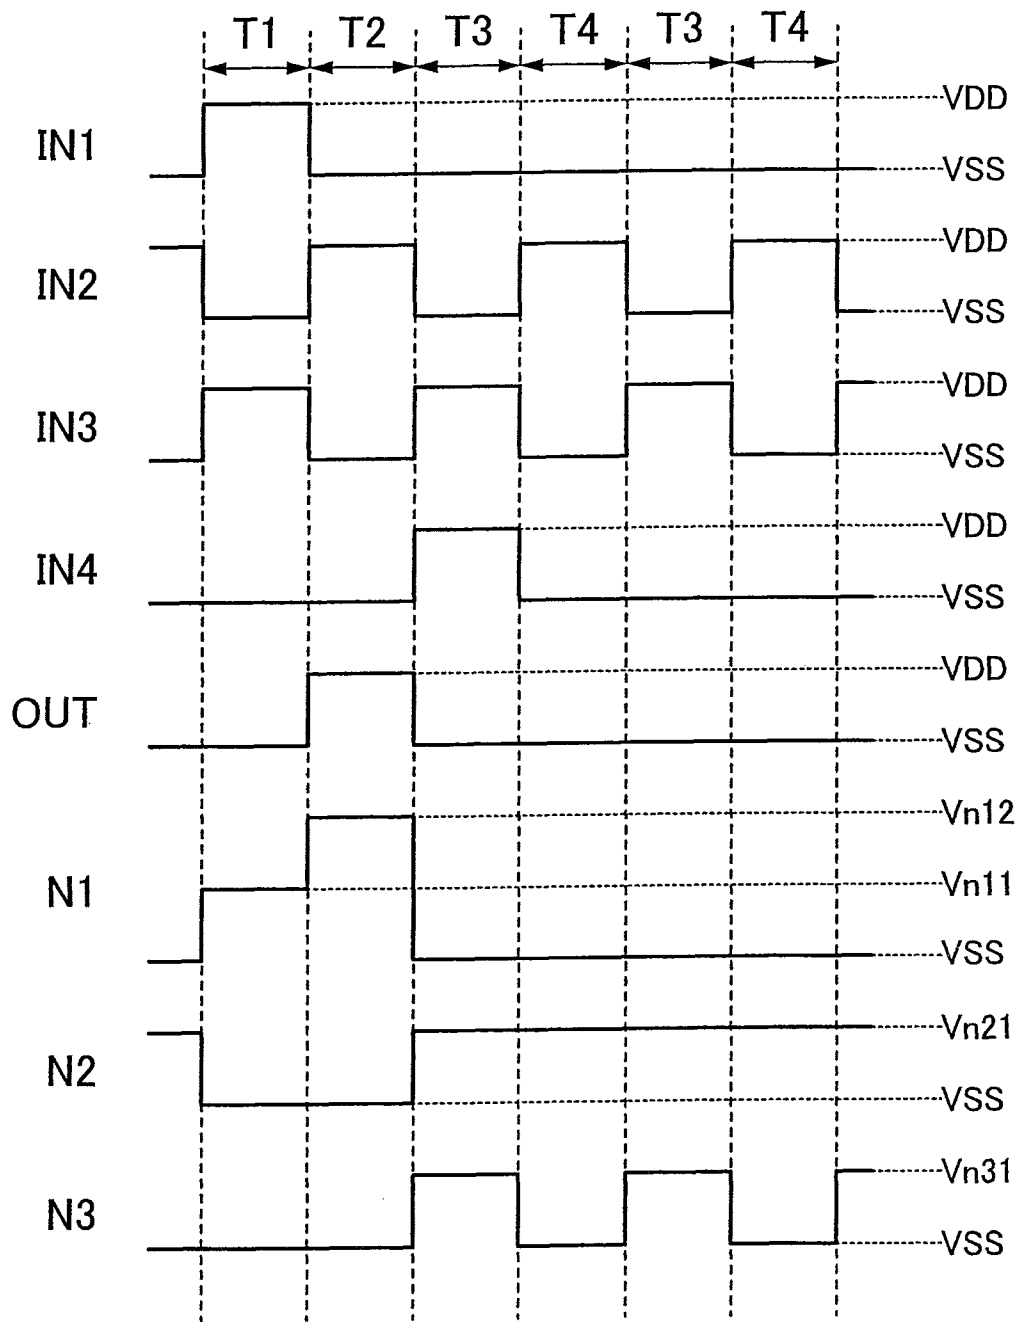 T1 T2 T3 T4 T3 T4
VDD
IN1
VSS
VDD
IN2
VSS
VDD
IN3
VSS
VDD
IN4
VSS
VDD
OUT
VSS
Vn12
N1
Vn11
VSS
Vn21
N2
VSS
Vn31
N3
VSS